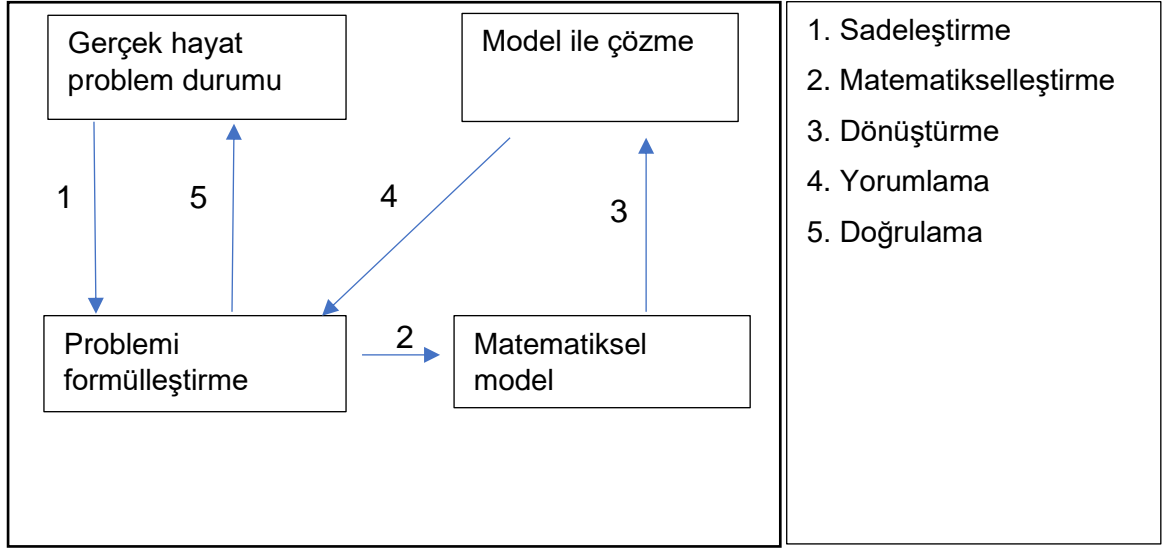 Gerçek hayat
problem durumu
Model ile çözme
1
5
4
3
Problemi
formülleştirme
2
Matematiksel
model
1. Sadeleştirme
2. Matematikselleştirme
3. Dönüştürme
4. Yorumlama
5. Doğrulama